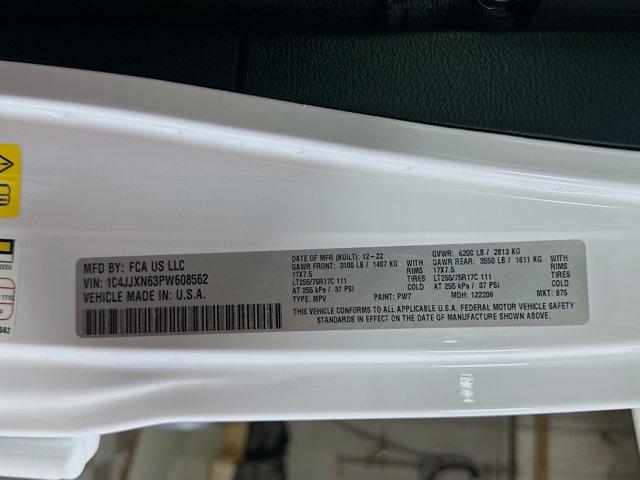 MFD BY: FCA US LLC
VIN: 1C4JJXN63PW608562
VEHICLE MADE IN U.S.A.
DATE OF MFR (BUILT): 12-22
GAWR FRONT: 3100 LB / 1407 KG WITH
17X7.5 RIMS
LT255/75R17C 111 TIRES
AT 255 kPa / 37 PSI COLD
TYPE: MPV PAINT: PW7
GVWR: 6200 LB / 2813 KG
GAWR REAR: 3550 LB / 1611 KG WITH
17X7.5 RIMS
LT255/75R17C 111 TIRES
AT 255 kPa / 37 PSI COLD
MDH: 122206 MKT: 875
THIS VEHICLE CONFORMS TO ALL APPLICABLE U.S.A. FEDERAL MOTOR VEHICLE SAFETY
STANDARDS IN EFFECT ON THE DATE OF MANUFACTURE SHOWN ABOVE.